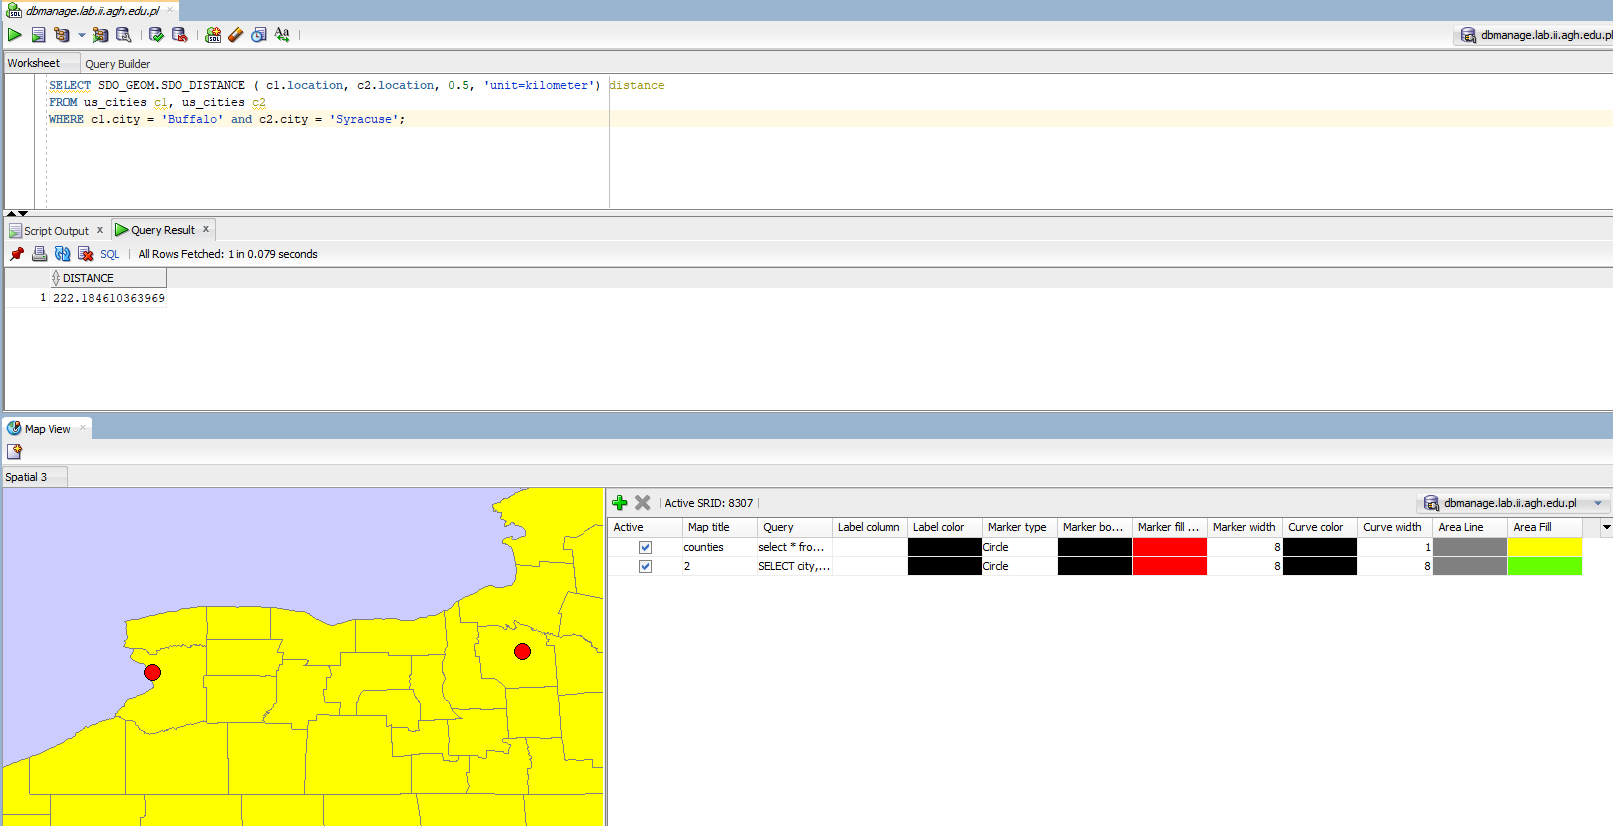 dbmanage.lab.ii.agh.edu.pl
dbmanage.lab.ii.agh.edu.pl
Worksheet Query Builder
SELECT SDO_GEOM.SDO_DISTANCE ( c1.location, c2.location, 0.5, 'unit=kilometer') distance
FROM us_cities c1, us_cities c2
WHERE c1.city = 'Buffalo' and c2.city = 'Syracuse';
Script Output x Query Result x
SQL | All Rows Fetched: 1 in 0.079 seconds
DISTANCE
1 222.184610363969
Map View
Spatial 3
Active SRID: 8307 dbmanage.lab.ii.agh.edu.pl
Active Map title Query Label column Label color Marker type Marker bo... Marker fill ... Marker width Curve color Curve width Area Line Area Fill
counties select * fro... Circle 8 1
2 SELECT city,... Circle 8 8